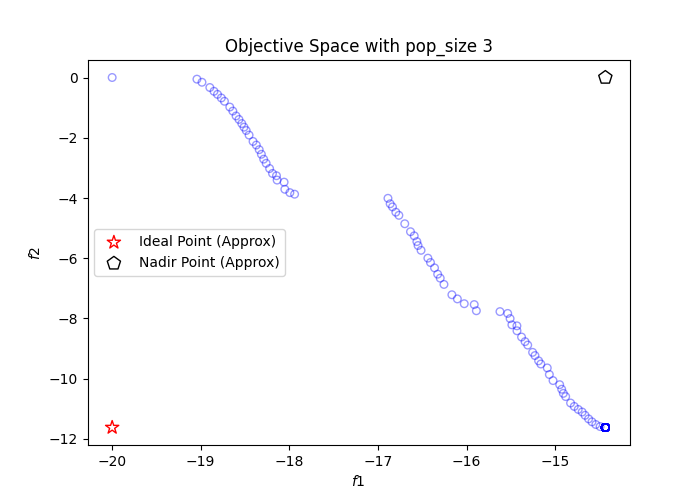 Objective Space with pop_size 3
0
−2
−4
−6
−8
−10
−12
f2
Ideal Point (Approx)
Nadir Point (Approx)
−20
−19
−18
−17
−16
−15
f1